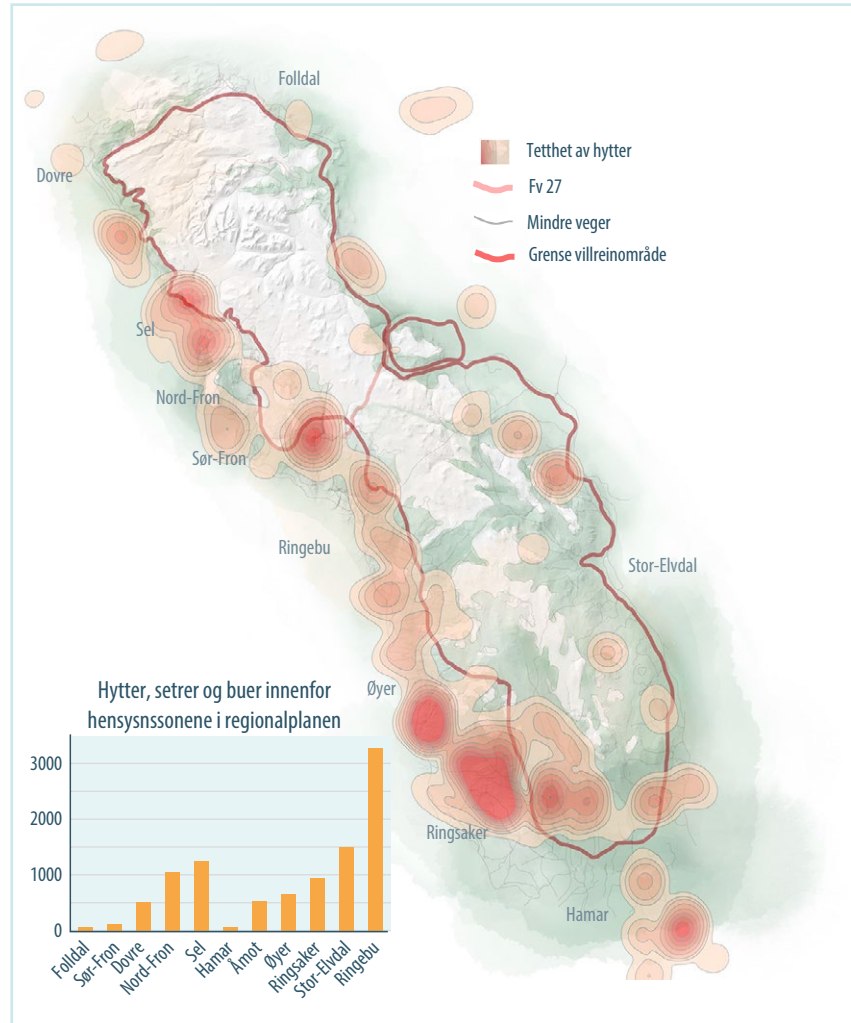 Folldal
Dovre
Tetthet av hytter
Fv 27
Mindre veger
Grense villreinområde
Sel
Nord-Fron
Sør-Fron
Ringebu
Stor-Elvdal
Øyer
Ringsaker
Hamar
Hytter, setrer og buer innenfor
hensysnssonene i regionalplanen
3000
2000
1000
0
Folldal
Sør-Fron
Dovre
Nord-Fron
Sel
Hamar
Åmot
Øyer
Ringsaker
Stor-Elvdal
Ringebu